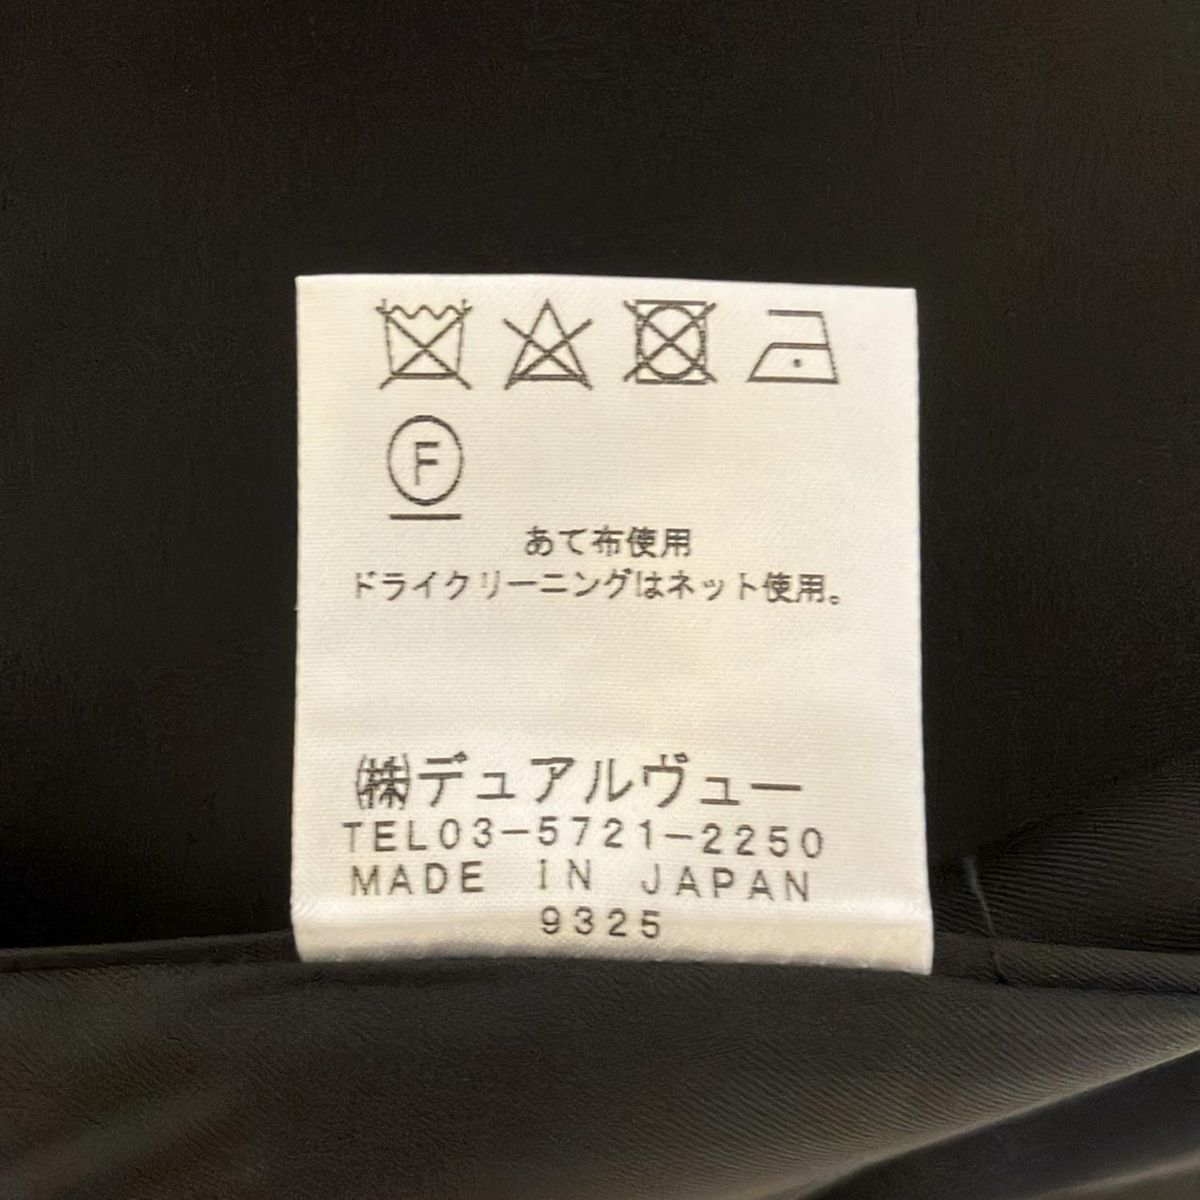 F
あて布使用
ドライクリーニングはネット使用。
㈱デュアルヴュー
TEL03-5721-2250
MADE IN JAPAN
9325